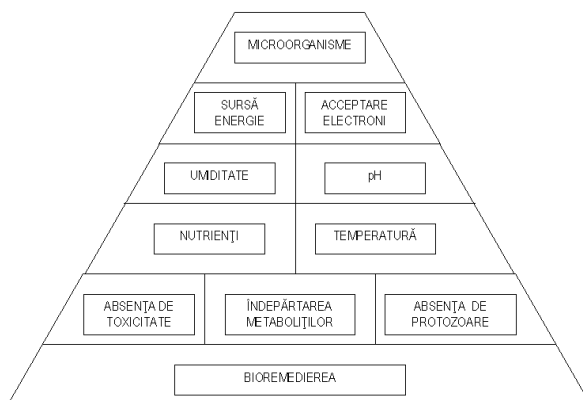 MICROORGANISME
SURSĂ
ENERGIE
ACCEPTARE
ELECTRONI
UMIDITATE
pH
NUTRIENŢI
TEMPERATURĂ
ABSENŢA DE
TOXICITATE
ÎNDEPĂRTAREA
METABOLIŢILOR
ABSENŢA DE
PROTOZOARE
BIOREMEDIEREA